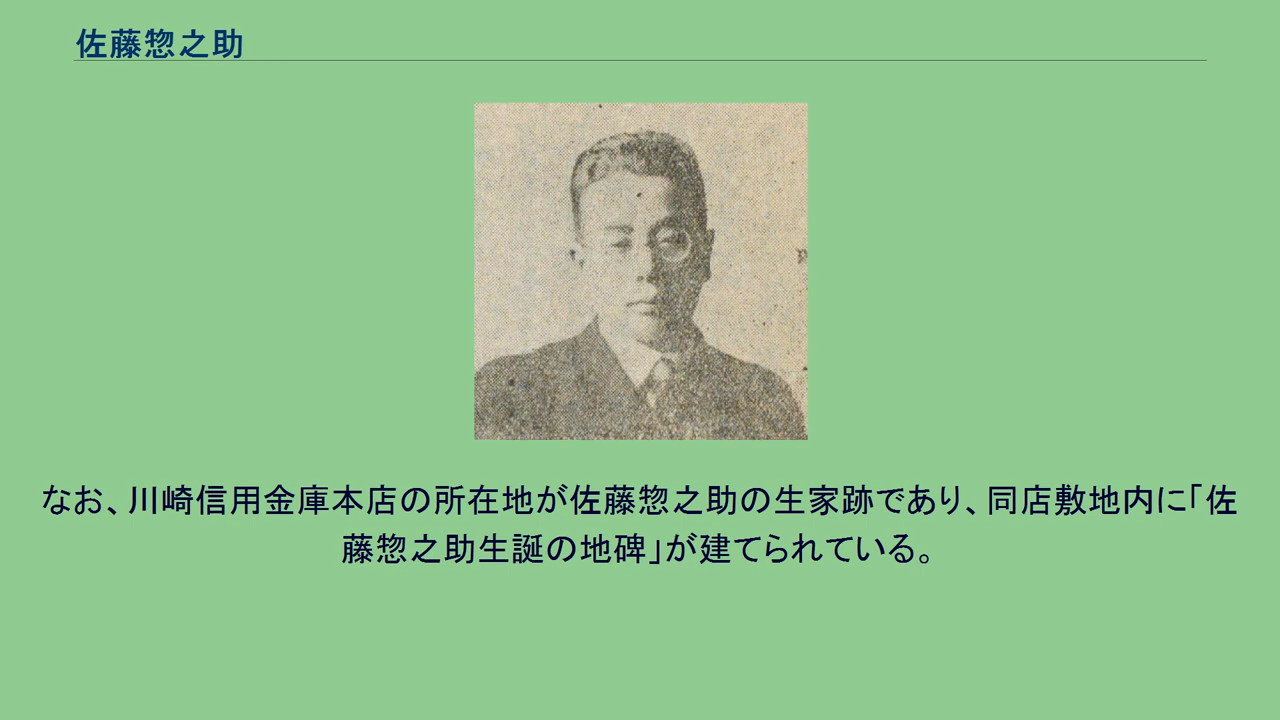 佐藤惣之助
なお、川崎信用金庫本店の所在地が佐藤惣之助の生家跡であり、同店敷地内に「佐
藤惣之助生誕の地碑」が建てられている。